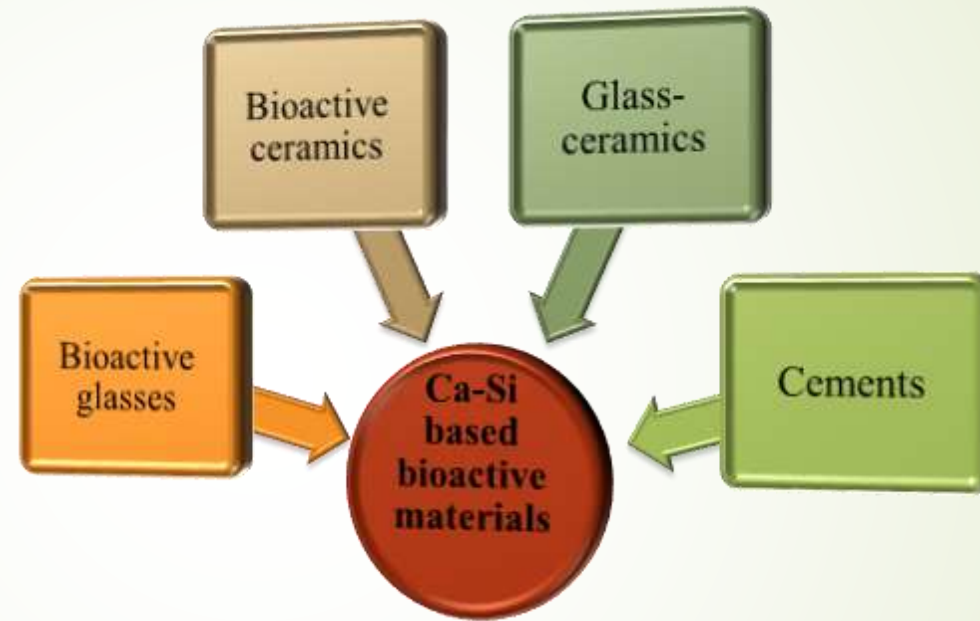 Bioactive
ceramics
Glass-
ceramics
Bioactive
glasses
Ca-Si
based
bioactive
materials
Cements